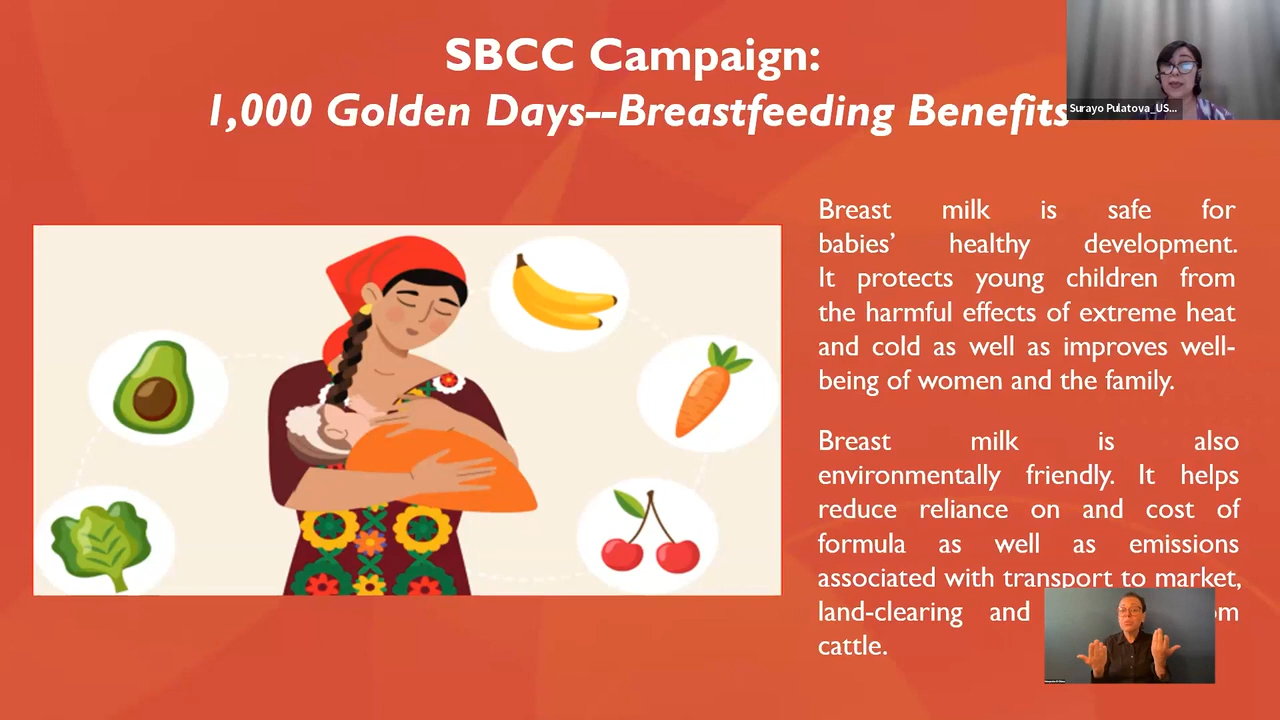 SBCC Campaign:
1,000 Golden Days--Breastfeeding Benefits
Surayo Pulatova_US...
Breast milk is safe for
babies’ healthy development.
It protects young children from
the harmful effects of extreme heat
and cold as well as improves well-
being of women and the family.
Breast milk is also
environmentally friendly. It helps
reduce reliance on and cost of
formula as well as emissions
associated with transport to market,
land-clearing and
cattle.